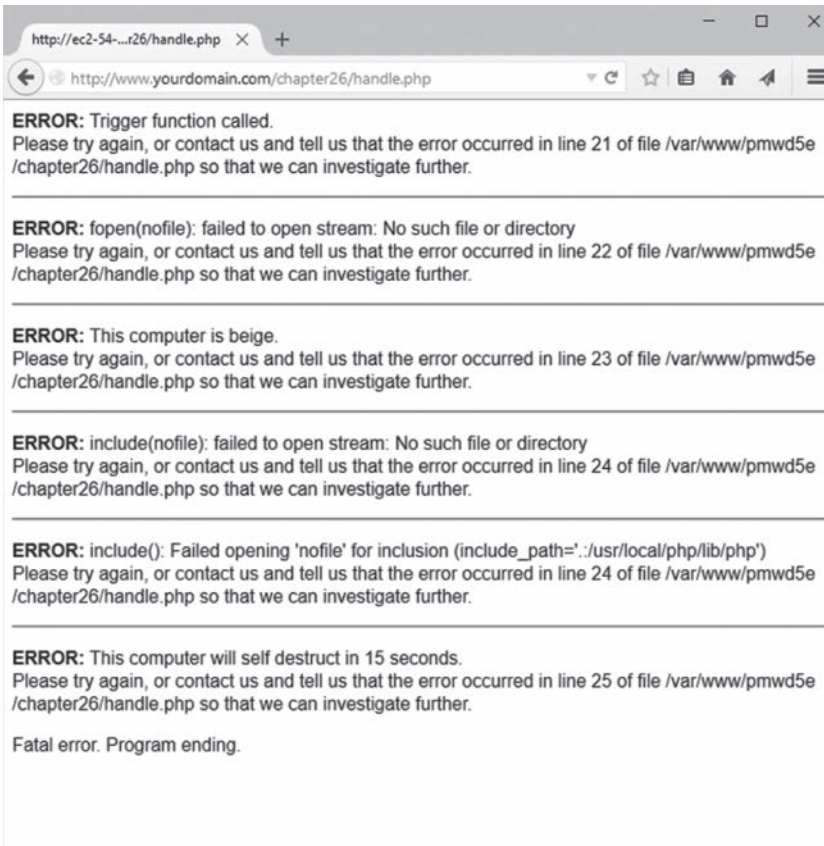 http://ec2-54-...r26/handle.php
http://www.yourdomain.com/chapter26/handle.php
ERROR: Trigger function called.
Please try again, or contact us and tell us that the error occurred in line 21 of file /var/www/pmwd5e
/chapter26/handle.php so that we can investigate further.
ERROR: fopen(nofile): failed to open stream: No such file or directory
Please try again, or contact us and tell us that the error occurred in line 22 of file /var/www/pmwd5e
/chapter26/handle.php so that we can investigate further.
ERROR: This computer is beige.
Please try again, or contact us and tell us that the error occurred in line 23 of file /var/www/pmwd5e
/chapter26/handle.php so that we can investigate further.
ERROR: include(nofile): failed to open stream: No such file or directory
Please try again, or contact us and tell us that the error occurred in line 24 of file /var/www/pmwd5e
/chapter26/handle.php so that we can investigate further.
ERROR: include(): Failed opening 'nofile' for inclusion (include_path='.:/usr/local/php/lib/php')
Please try again, or contact us and tell us that the error occurred in line 24 of file /var/www/pmwd5e
/chapter26/handle.php so that we can investigate further.
ERROR: This computer will self destruct in 15 seconds.
Please try again, or contact us and tell us that the error occurred in line 25 of file /var/www/pmwd5e
/chapter26/handle.php so that we can investigate further.
Fatal error. Program ending.